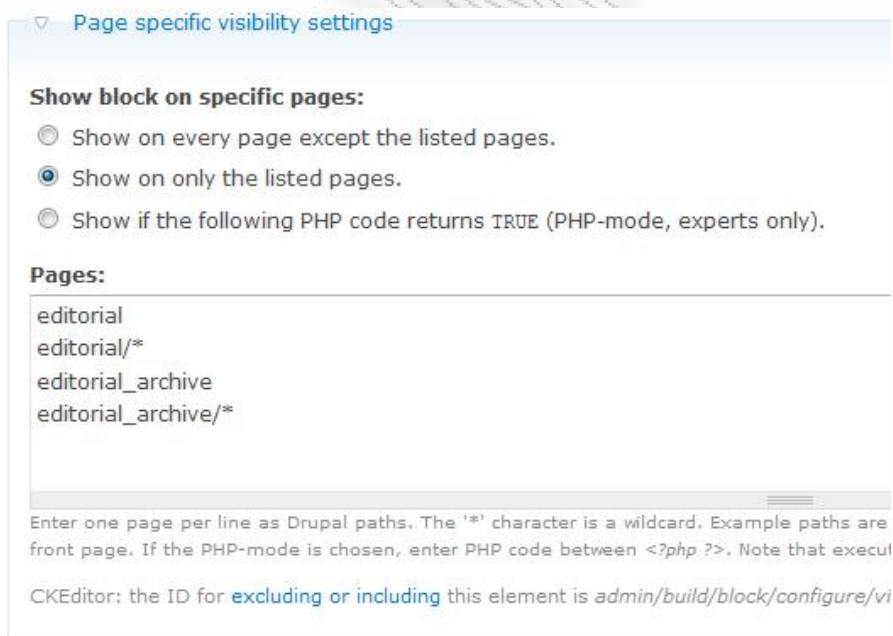 Page specific visibility settings
Show block on specific pages:
Show on every page except the listed pages.
Show on only the listed pages.
Show if the following PHP code returns TRUE (PHP-mode, experts only).
Pages:
editorial
editorial/*
editorial_archive
editorial_archive/*
Enter one page per line as Drupal paths. The '*' character is a wildcard. Example paths are
front page. If the PHP-mode is chosen, enter PHP code between <?php ?>. Note that execut
CKEditor: the ID for excluding or including this element is admin/build/block/configure/vi